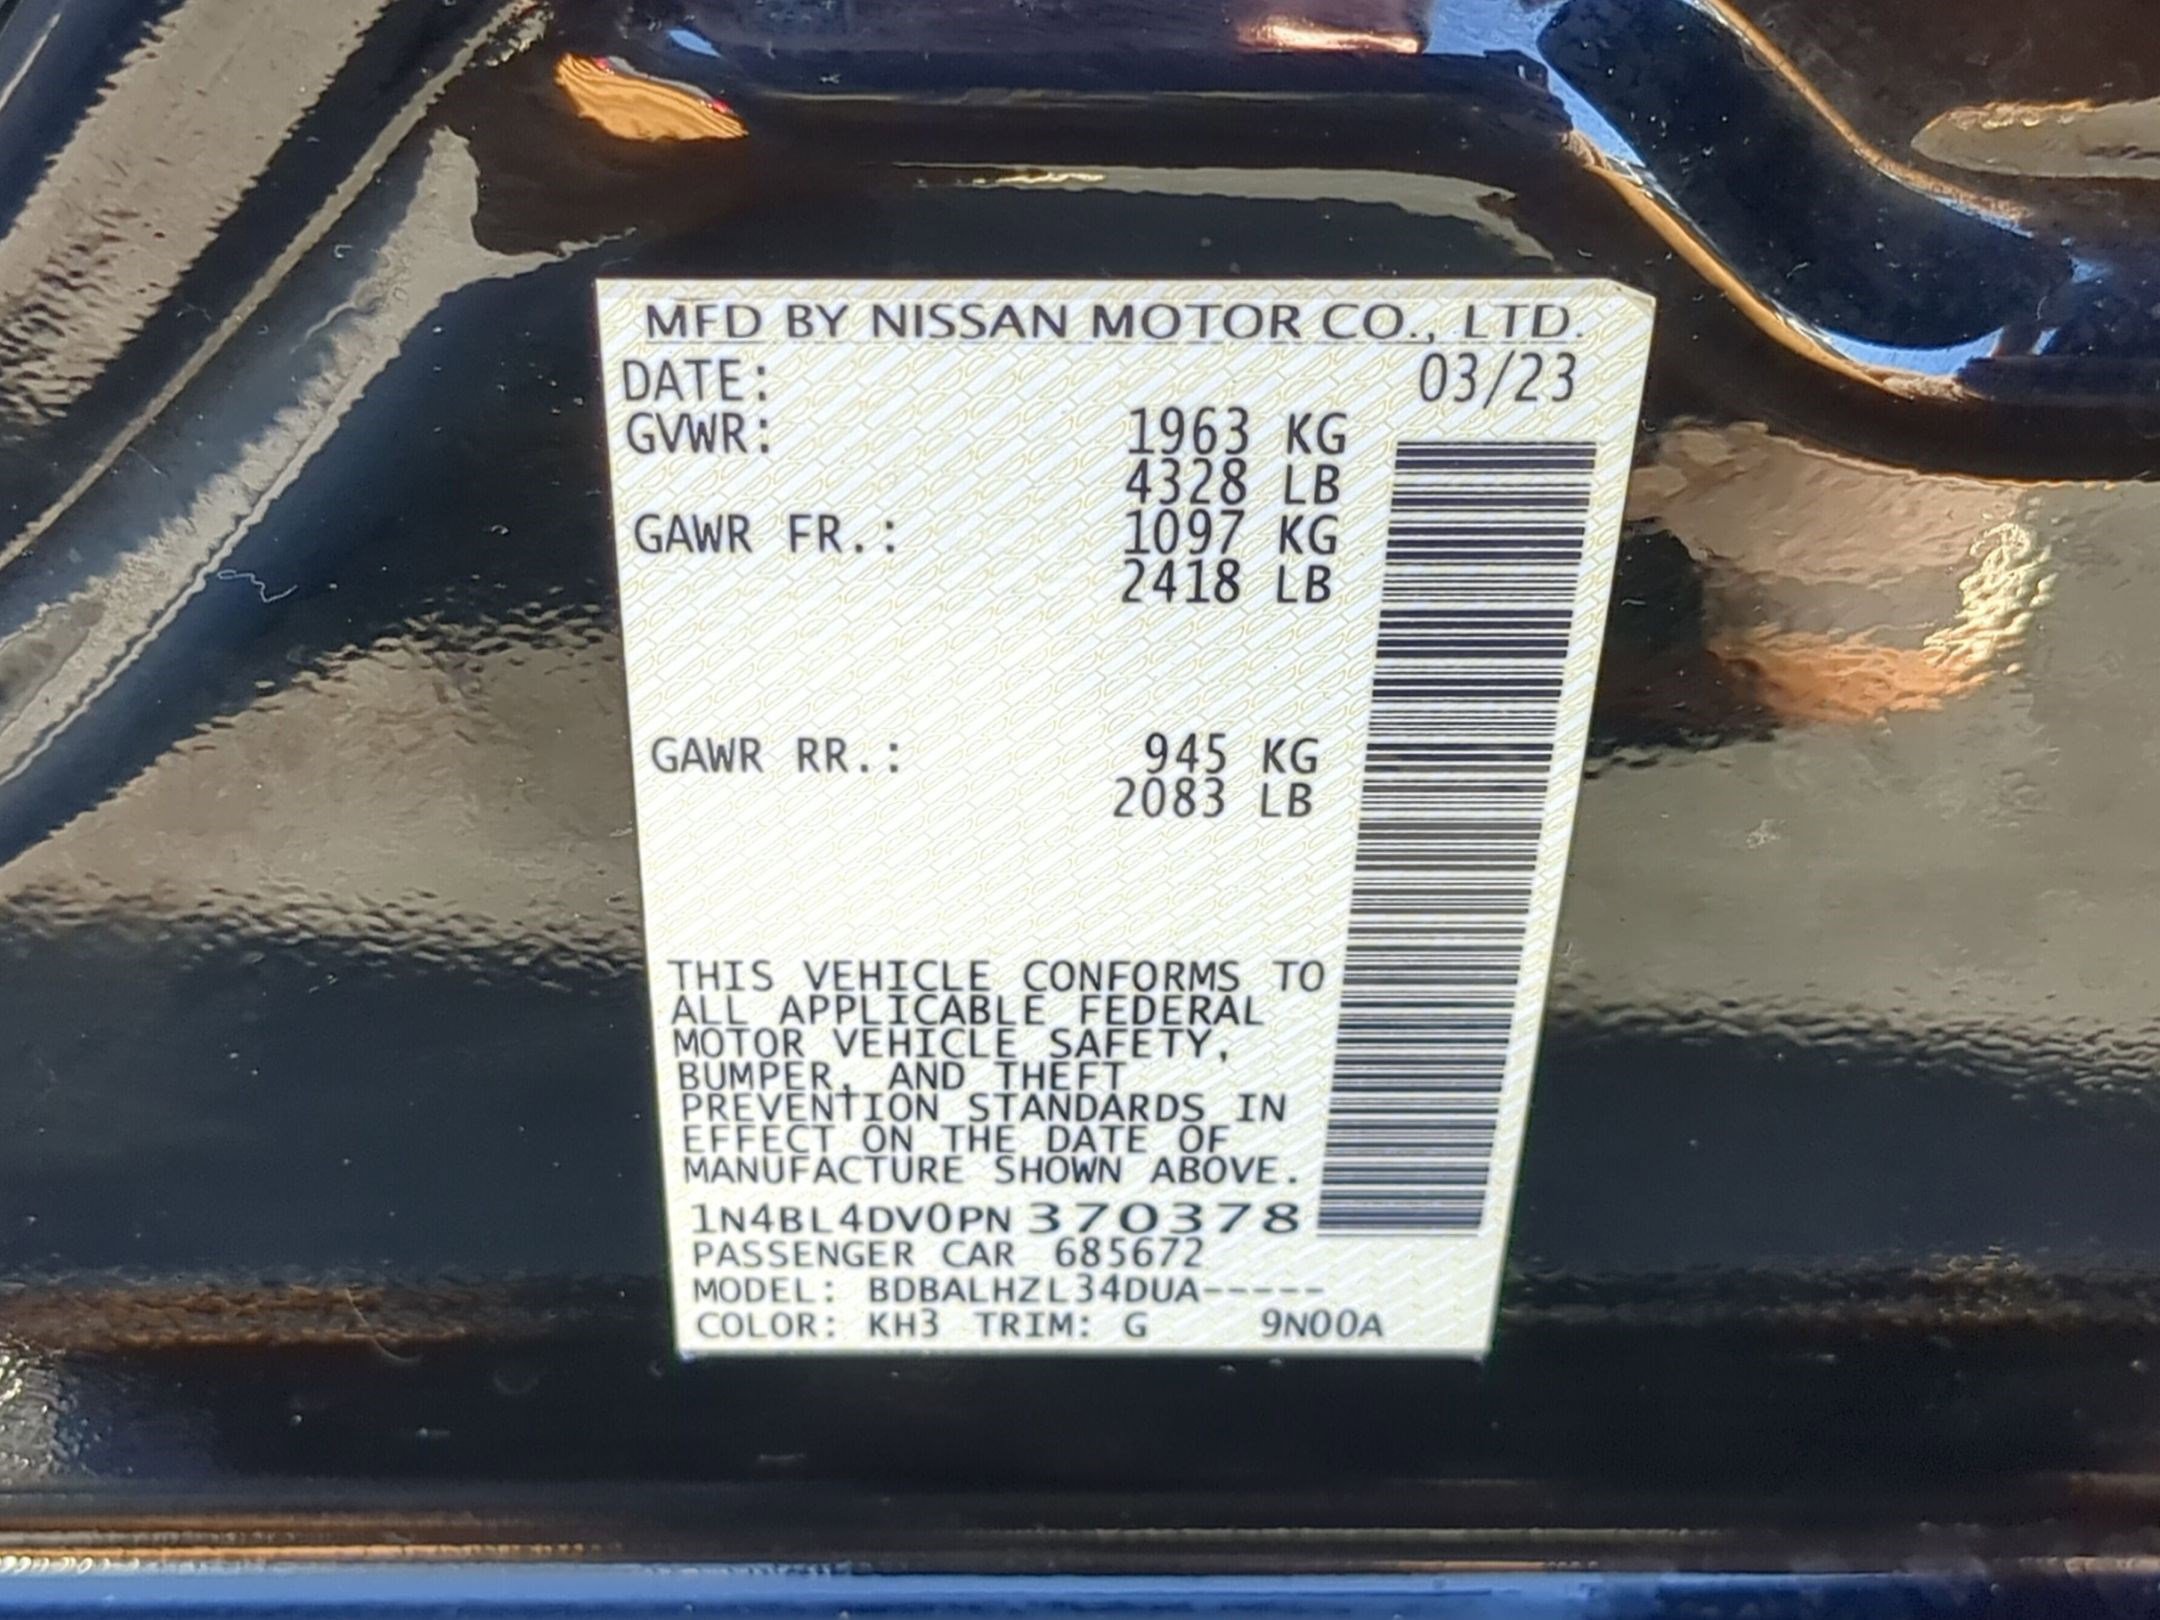 MFD BY NISSAN MOTOR CO., LTD.
DATE: 03/23
GVWR: 1963 KG
4328 LB
GAWR FR.: 1097 KG
2418 LB
GAWR RR.: 945 KG
2083 LB
THIS VEHICLE CONFORMS TO
ALL APPLICABLE FEDERAL
MOTOR VEHICLE SAFETY,
BUMPER, AND THEFT
PREVENTION STANDARDS IN
EFFECT ON THE DATE OF
MANUFACTURE SHOWN ABOVE.
1N4BL4DV0PN370378
PASSENGER CAR 685672
MODEL: BDBALHZL34DUA-----
COLOR: KH3 TRIM: G 9N00A